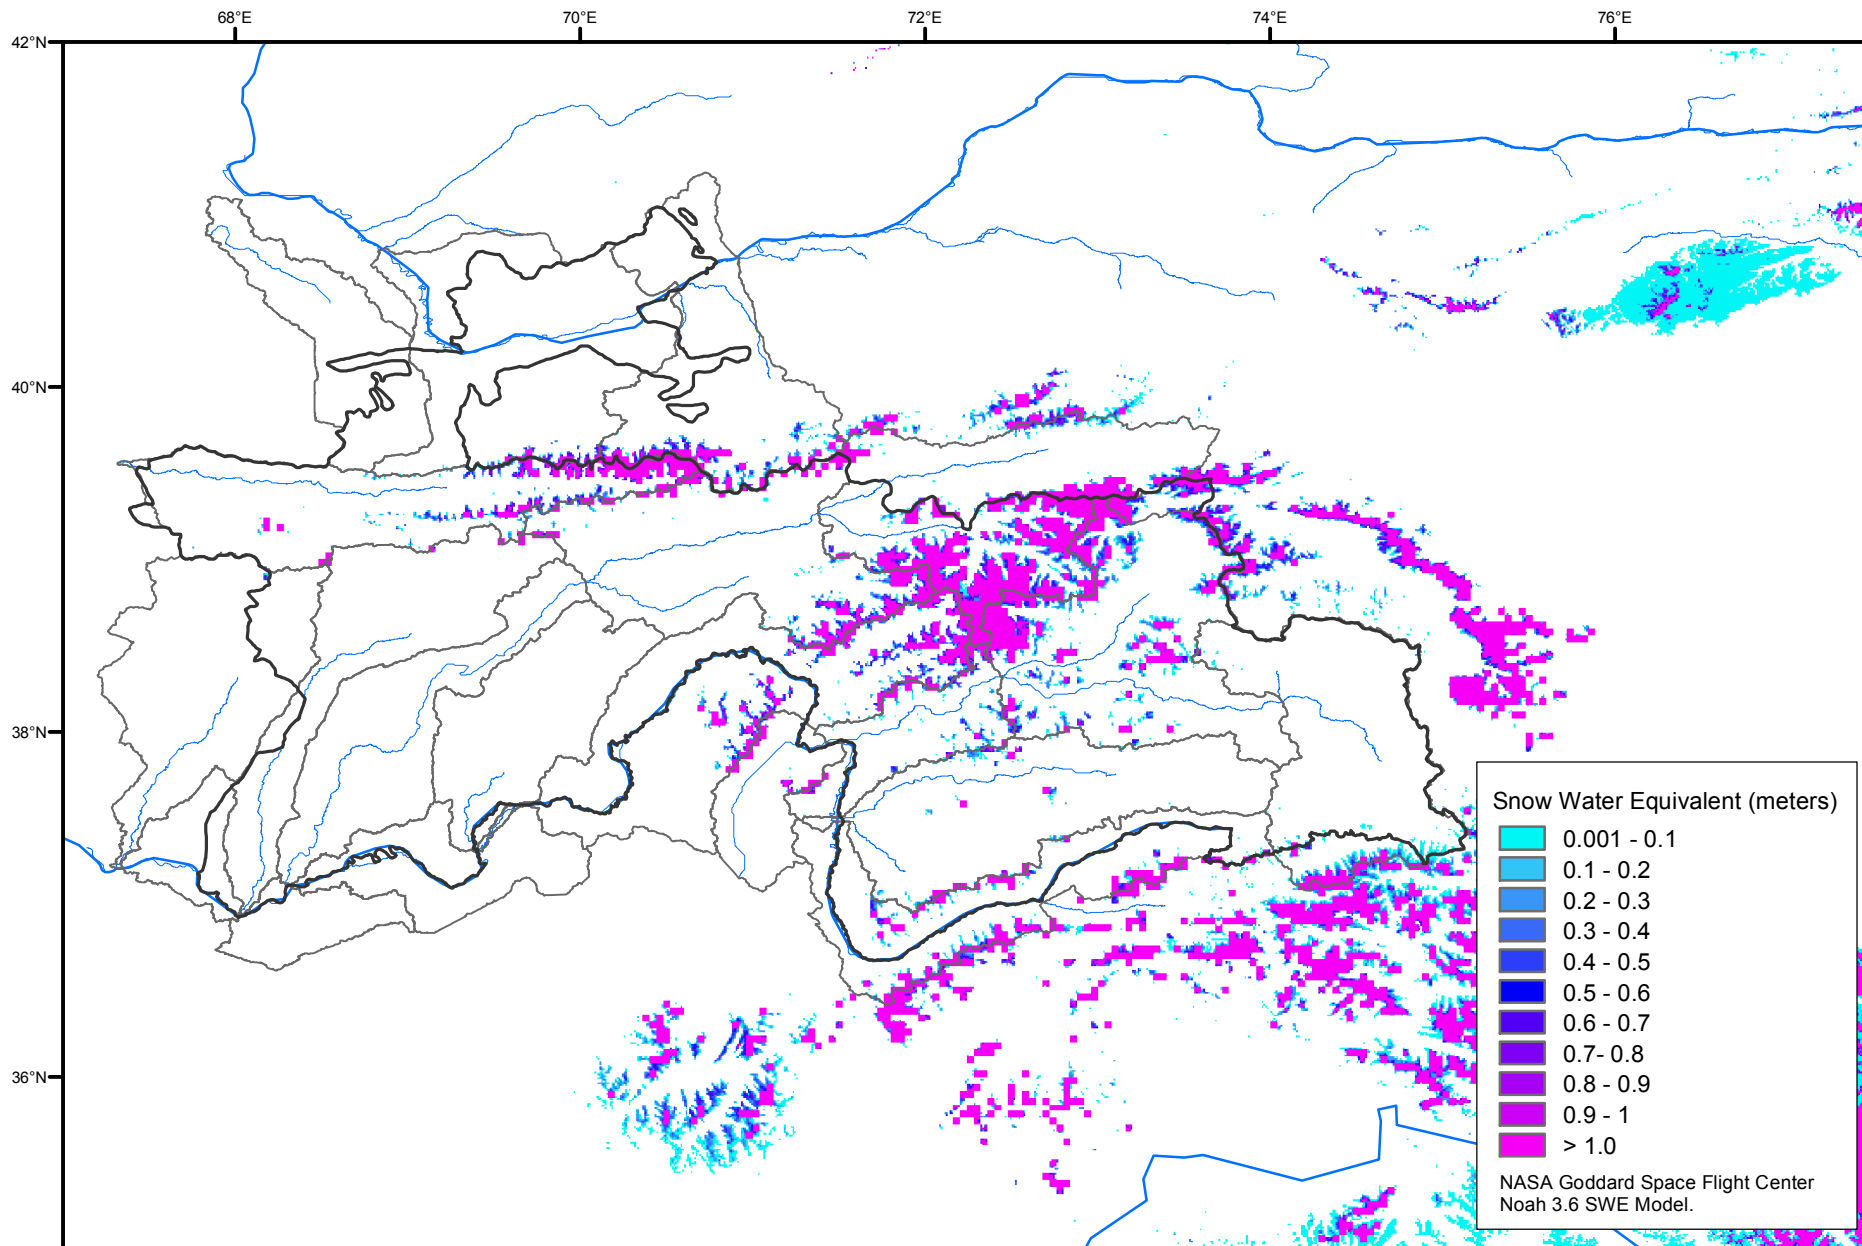 68°E
70°E
72°E
74°E
76°E
42°N
40°N
38°N
36°N
Snow Water Equivalent (meters)
0.001 - 0.1
0.1 - 0.2
0.2 - 0.3
0.3 - 0.4
0.4 - 0.5
0.5 - 0.6
0.6 - 0.7
0.7- 0.8
0.8 - 0.9
0.9 - 1
> 1.0
NASA Goddard Space Flight Center
Noah 3.6 SWE Model.